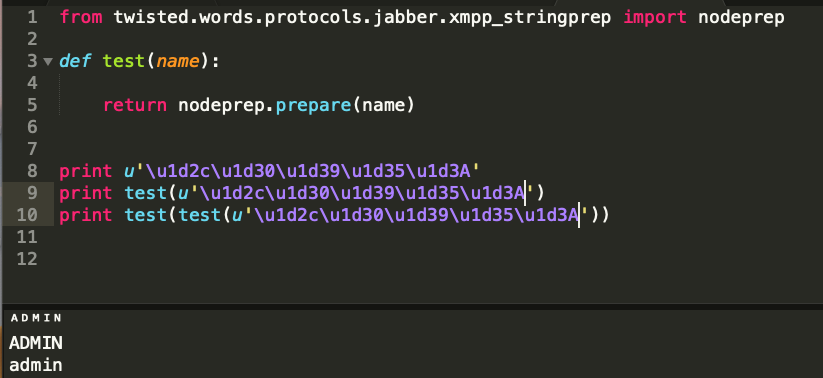 1 from twisted.words.protocols.jabber.xmpp_stringprep import nodeprep
2
3 def test(name):
4
5     return nodeprep.prepare(name)
6
7
8 print u'\u1d2c\u1d30\u1d39\u1d35\u1d3A'
9 print test(u'\u1d2c\u1d30\u1d39\u1d35\u1d3A')
10 print test(test(u'\u1d2c\u1d30\u1d39\u1d35\u1d3A'))
11
12
ᴬᴰᴹᴵᴺ
ADMIN
admin